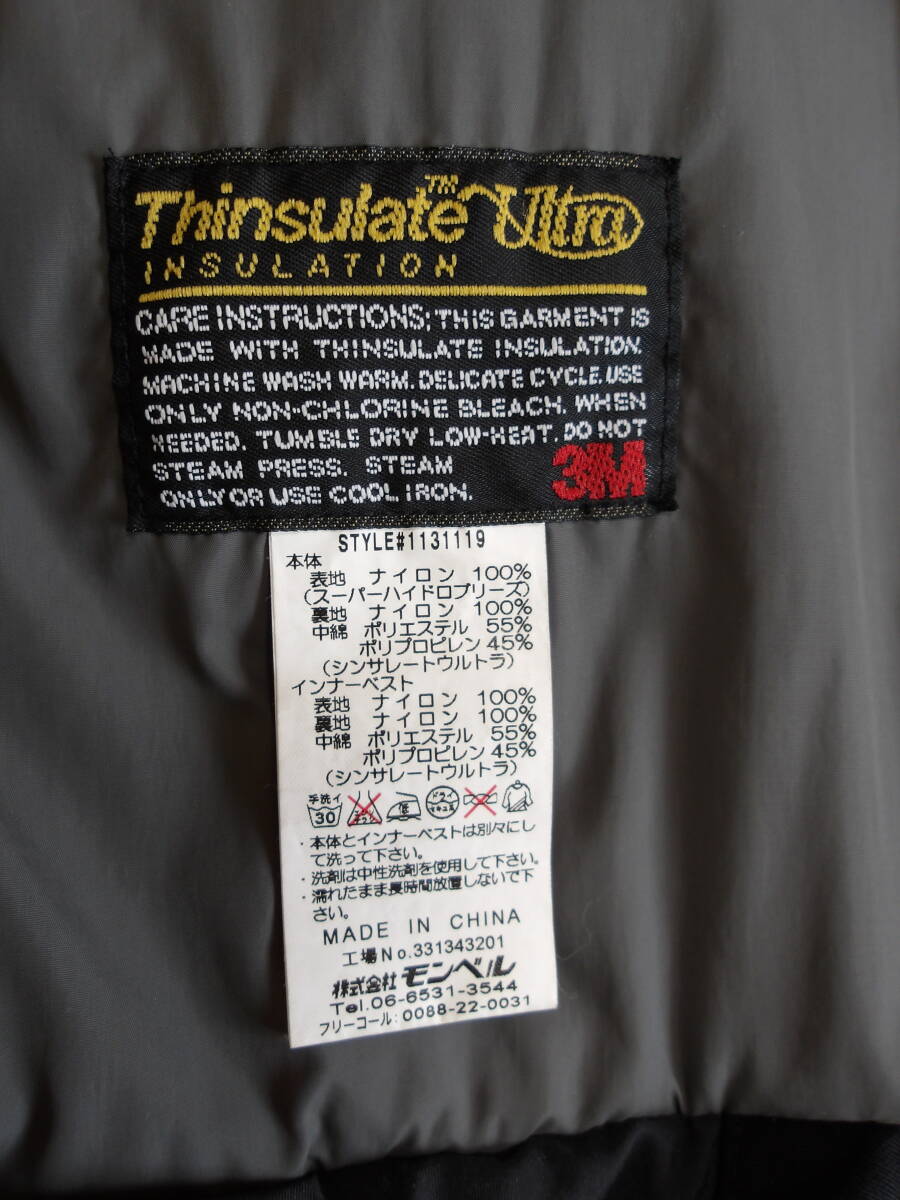 Thinsulate™ Ultra
INSULATION
CARE INSTRUCTIONS; THIS GARMENT IS
MADE WITH THINSULATE INSULATION.
MACHINE WASH WARM. DELICATE CYCLE. USE
ONLY NON-CHLORINE BLEACH. WHEN
NEEDED. TUMBLE DRY LOW-HEAT. DO NOT
STEAM PRESS. STEAM
ONLY OR USE COOL IRON.
3M
STYLE#1131119
本体
表地 ナイロン 100%
(スーパーハイドロブリーズ)
裏地 ナイロン 100%
中綿 ポリエステル 55%
ポリプロピレン 45%
(シンサレートウルトラ)
インナーベスト
表地 ナイロン 100%
裏地 ナイロン 100%
中綿 ポリエステル 55%
ポリプロピレン 45%
(シンサレートウルトラ)
手洗イ 30 低 ドライ
・本体とインナーベストは別々にし
て洗って下さい。
・洗剤は中性洗剤を使用して下さい。
・濡れたまま長時間放置しないで下
さい。
MADE IN CHINA
工場No.331343201
株式会社 モンベル
Tel.06-6531-3544
フリーコール: 0088-22-0031